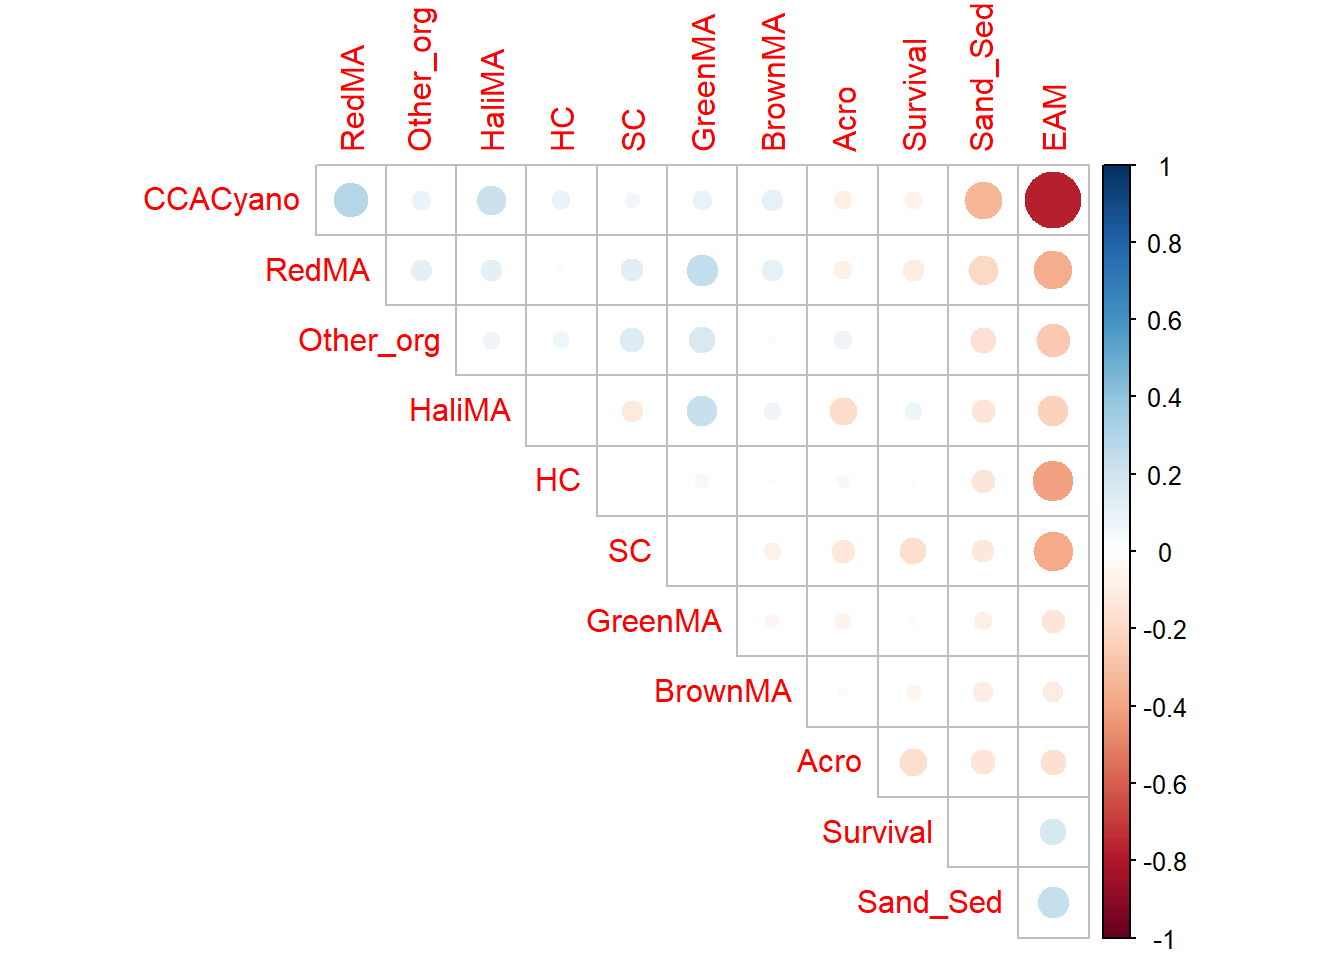 RedMA
Other_org
HaliMA
HC
SC
GreenMA
BrownMA
Acro
Survival
Sand_Sed
EAM
CCACyano
RedMA
Other_org
HaliMA
HC
SC
GreenMA
BrownMA
Acro
Survival
Sand_Sed
1
0.8
0.6
0.4
0.2
0
-0.2
-0.4
-0.6
-0.8
-1